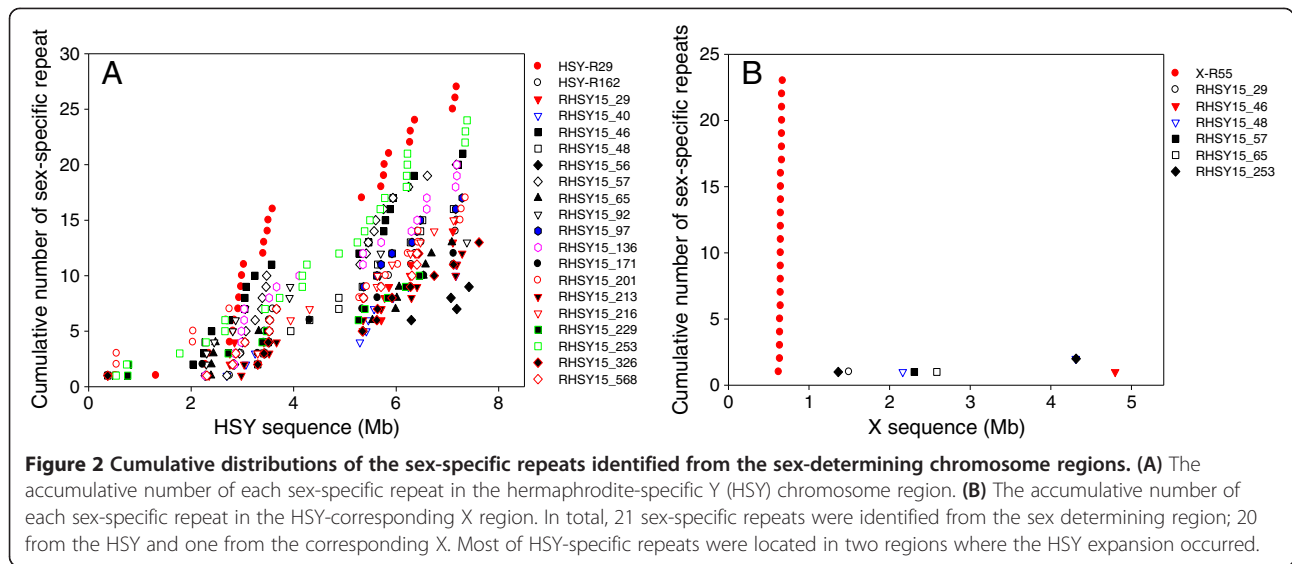 A
Cumulative number of sex-specific repeat
30
25
20
15
10
5
0
0 2 4 6 8
HSY sequence (Mb)
HSY-R29
HSY-R162
RHSY15_29
RHSY15_40
RHSY15_46
RHSY15_48
RHSY15_56
RHSY15_57
RHSY15_65
RHSY15_92
RHSY15_97
RHSY15_136
RHSY15_171
RHSY15_201
RHSY15_213
RHSY15_216
RHSY15_229
RHSY15_253
RHSY15_326
RHSY15_568
B
Cumulative number of sex-specific repeats
25
20
15
10
5
0
0 1 2 3 4 5
X sequence (Mb)
X-R55
RHSY15_29
RHSY15_46
RHSY15_48
RHSY15_57
RHSY15_65
RHSY15_253
Figure 2 Cumulative distributions of the sex-specific repeats identified from the sex-determining chromosome regions. (A) The
accumulative number of each sex-specific repeat in the hermaphrodite-specific Y (HSY) chromosome region. (B) The accumulative number of
each sex-specific repeat in the HSY-corresponding X region. In total, 21 sex-specific repeats were identified from the sex determining region; 20
from the HSY and one from the corresponding X. Most of HSY-specific repeats were located in two regions where the HSY expansion occurred.